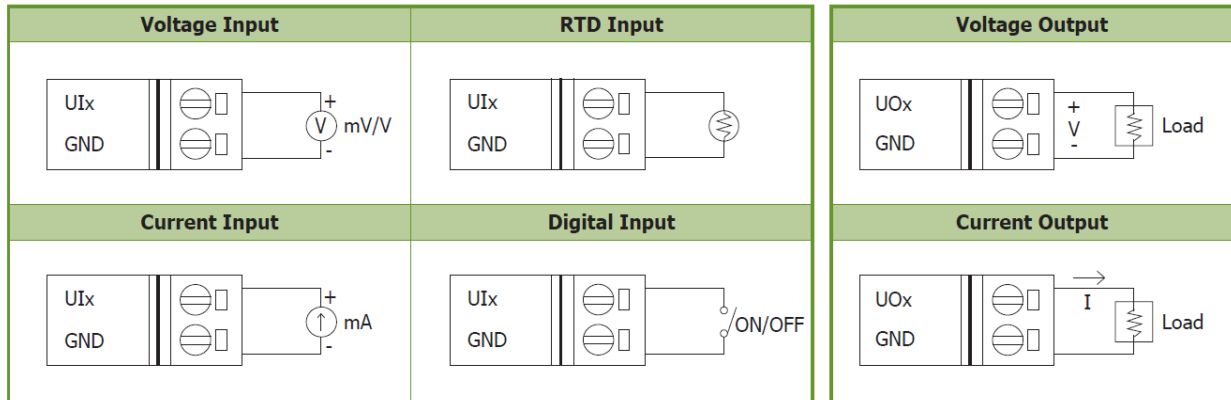 Voltage Input
UIx
GND
+
V
-
mV/V
RTD Input
UIx
GND
Voltage Output
UOx
GND
+
V
-
Load
Current Input
UIx
GND
+
-
mA
Digital Input
UIx
GND
ON/OFF
Current Output
UOx
GND
I
Load